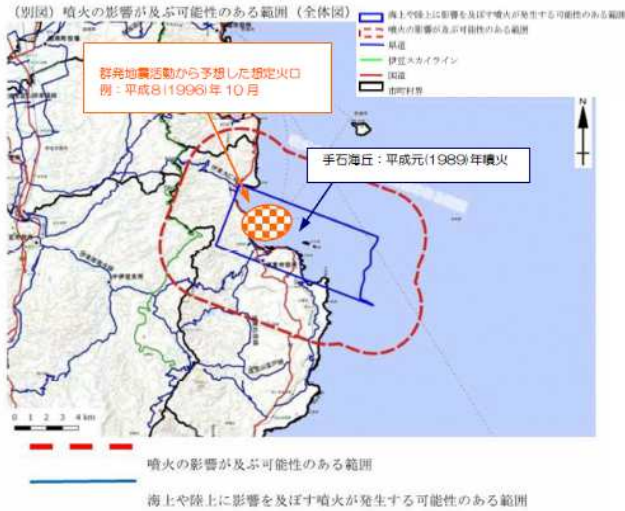 (別図) 噴火の影響が及ぶ可能性のある範囲 (全体図)
海上や陸上に影響を及ぼす噴火が発生する可能性のある範囲
噴火の影響が及ぶ可能性のある範囲
県道
伊豆スカイライン
国道
市町村界
群発地震活動から予想した想定火口
例:平成8(1996)年10月
手石海丘:平成元(1989)年噴火
N
0 1 2 3 4 km
噴火の影響が及ぶ可能性のある範囲
海上や陸上に影響を及ぼす噴火が発生する可能性のある範囲